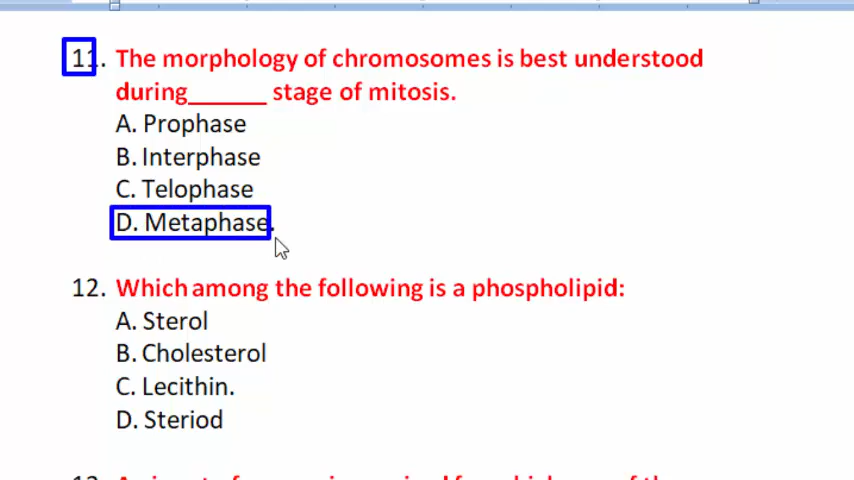 11. The morphology of chromosomes is best understood
during______ stage of mitosis.
A. Prophase
B. Interphase
C. Telophase
D. Metaphase.
12. Which among the following is a phospholipid:
A. Sterol
B. Cholesterol
C. Lecithin.
D. Steriod